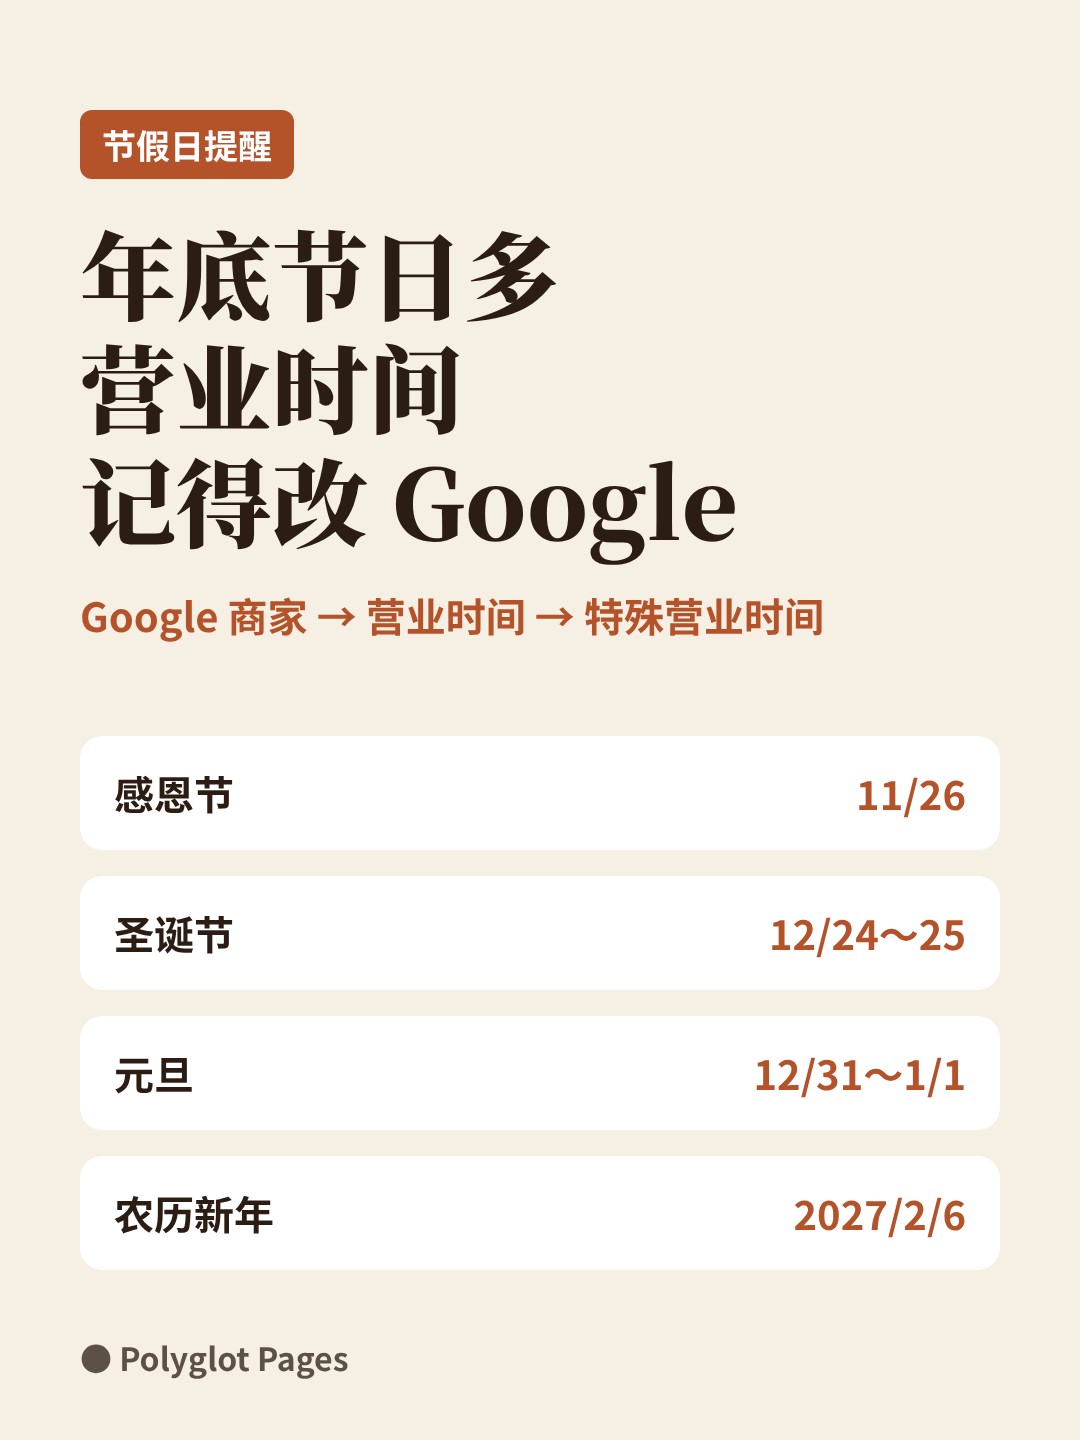 节假日提醒
年底节日多
营业时间
记得改 Google
Google 商家 → 营业时间 → 特殊营业时间
感恩节 11/26
圣诞节 12/24～25
元旦 12/31～1/1
农历新年 2027/2/6
Polyglot Pages